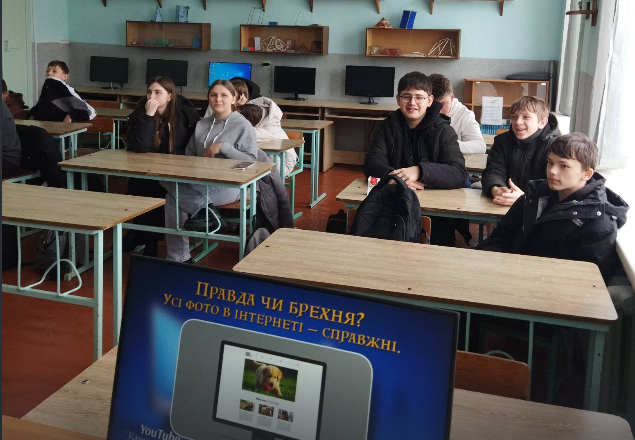 Правда чи брехня?
Усі фото в інтернеті – справжні.
YouTube